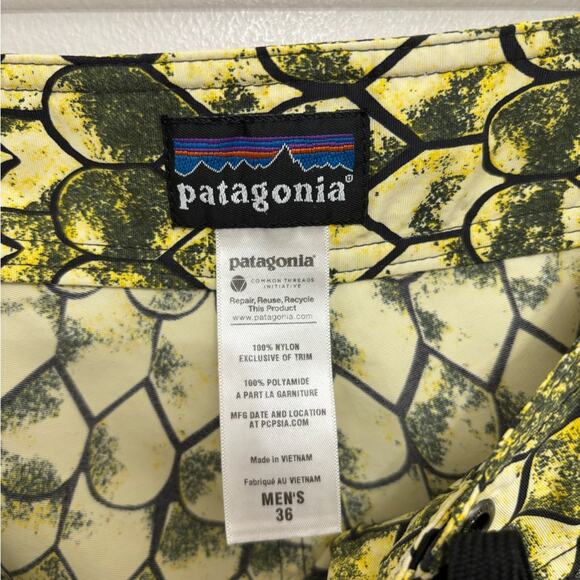 patagonia®
patagonia®
COMMON THREADS
INITIATIVE
Repair, Reuse, Recycle
This Product
www.patagonia.com
100% NYLON
EXCLUSIVE OF TRIM
100% POLYAMIDE
A PART LA GARNITURE
MFG DATE AND LOCATION
AT PCPSIA.COM
Made in VIETNAM
Fabriqué AU VIETNAM
MEN'S
36